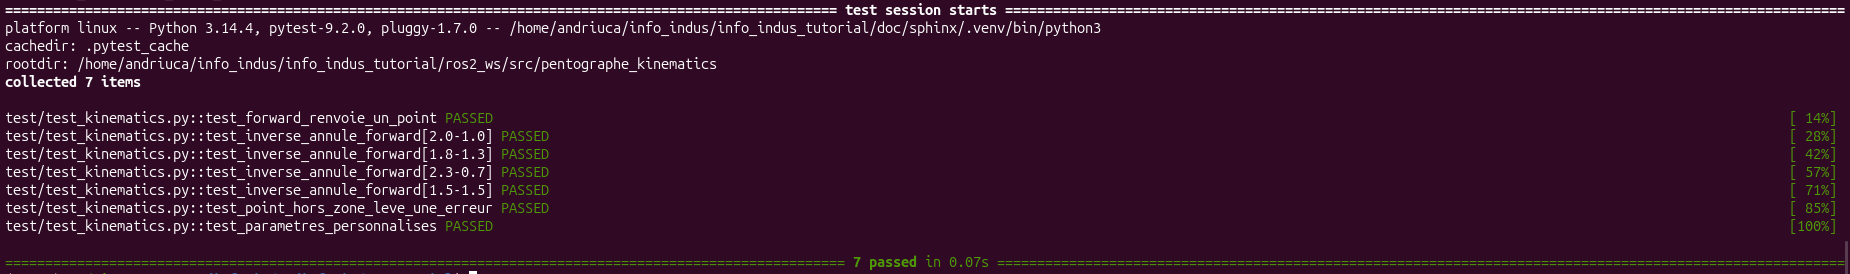 ==================== test session starts ====================
platform linux -- Python 3.14.4, pytest-9.2.0, pluggy-1.7.0 -- /home/andriuca/info_indus/info_indus_tutorial/doc/sphinx/.venv/bin/python3
cachedir: .pytest_cache
rootdir: /home/andriuca/info_indus/info_indus_tutorial/ros2_ws/src/pentographe_kinematics
collected 7 items
test/test_kinematics.py::test_forward_renvoie_un_point PASSED [ 14%]
test/test_kinematics.py::test_inverse_annule_forward[2.0-1.0] PASSED [ 28%]
test/test_kinematics.py::test_inverse_annule_forward[1.8-1.3] PASSED [ 42%]
test/test_kinematics.py::test_inverse_annule_forward[2.3-0.7] PASSED [ 57%]
test/test_kinematics.py::test_inverse_annule_forward[1.5-1.5] PASSED [ 71%]
test/test_kinematics.py::test_point_hors_zone_leve_une_erreur PASSED [ 85%]
test/test_kinematics.py::test_parametres_personnalises PASSED [100%]
==================== 7 passed in 0.07s ====================